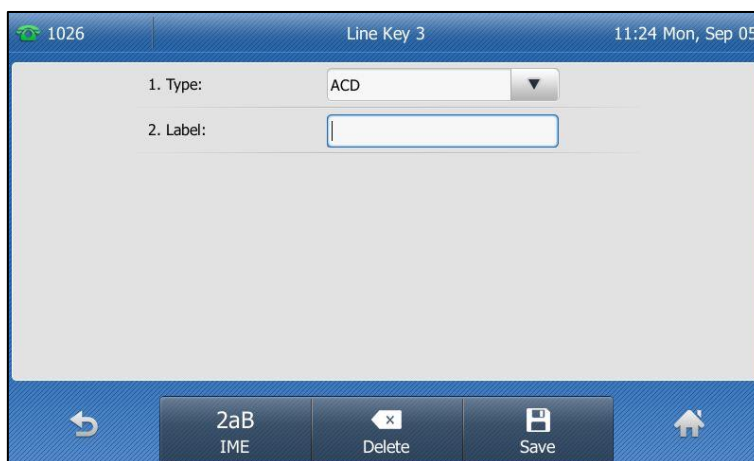 1026 Line Key 3 11:24 Mon, Sep 05
1. Type: ACD
2. Label:
2aB
IME Delete Save